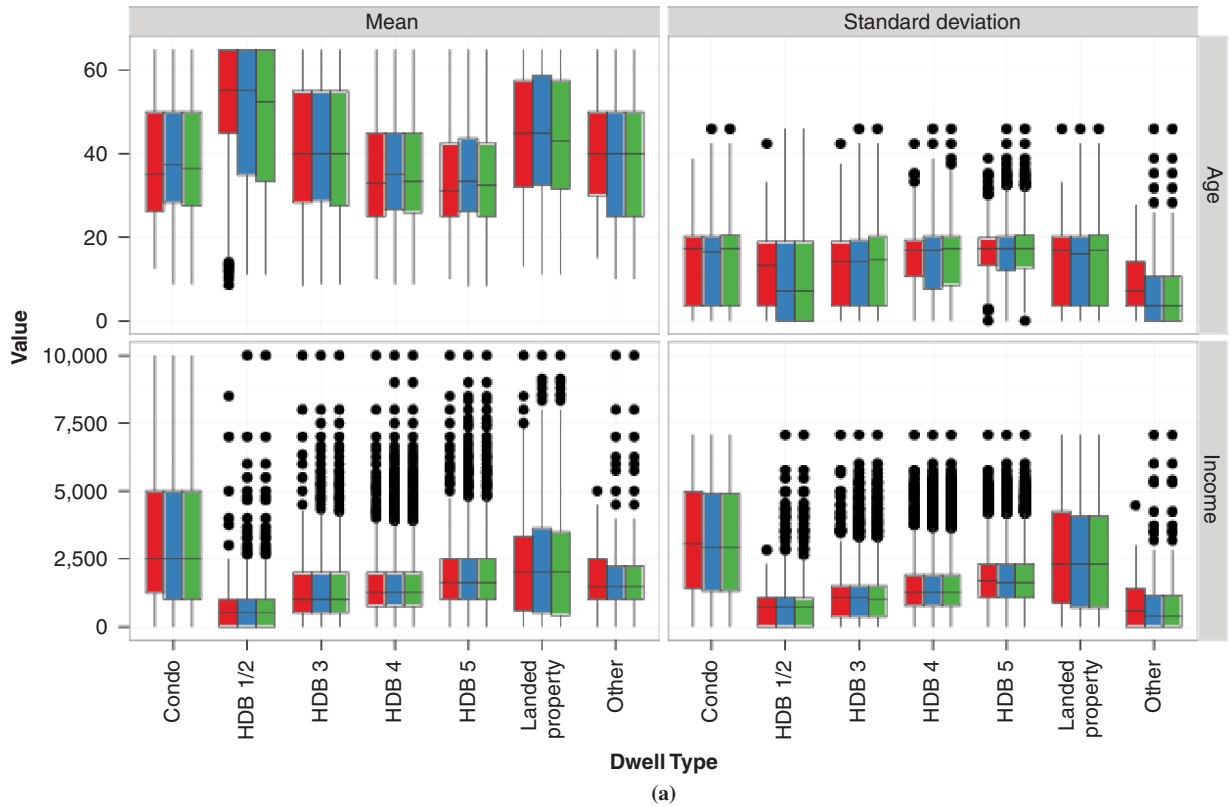 Mean
Standard deviation
Value
60
40
20
0
Age
10,000
7,500
5,000
2,500
0
Income
Condo
HDB 1/2
HDB 3
HDB 4
HDB 5
Landed
property
Other
Condo
HDB 1/2
HDB 3
HDB 4
HDB 5
Landed
property
Other
Dwell Type
(a)